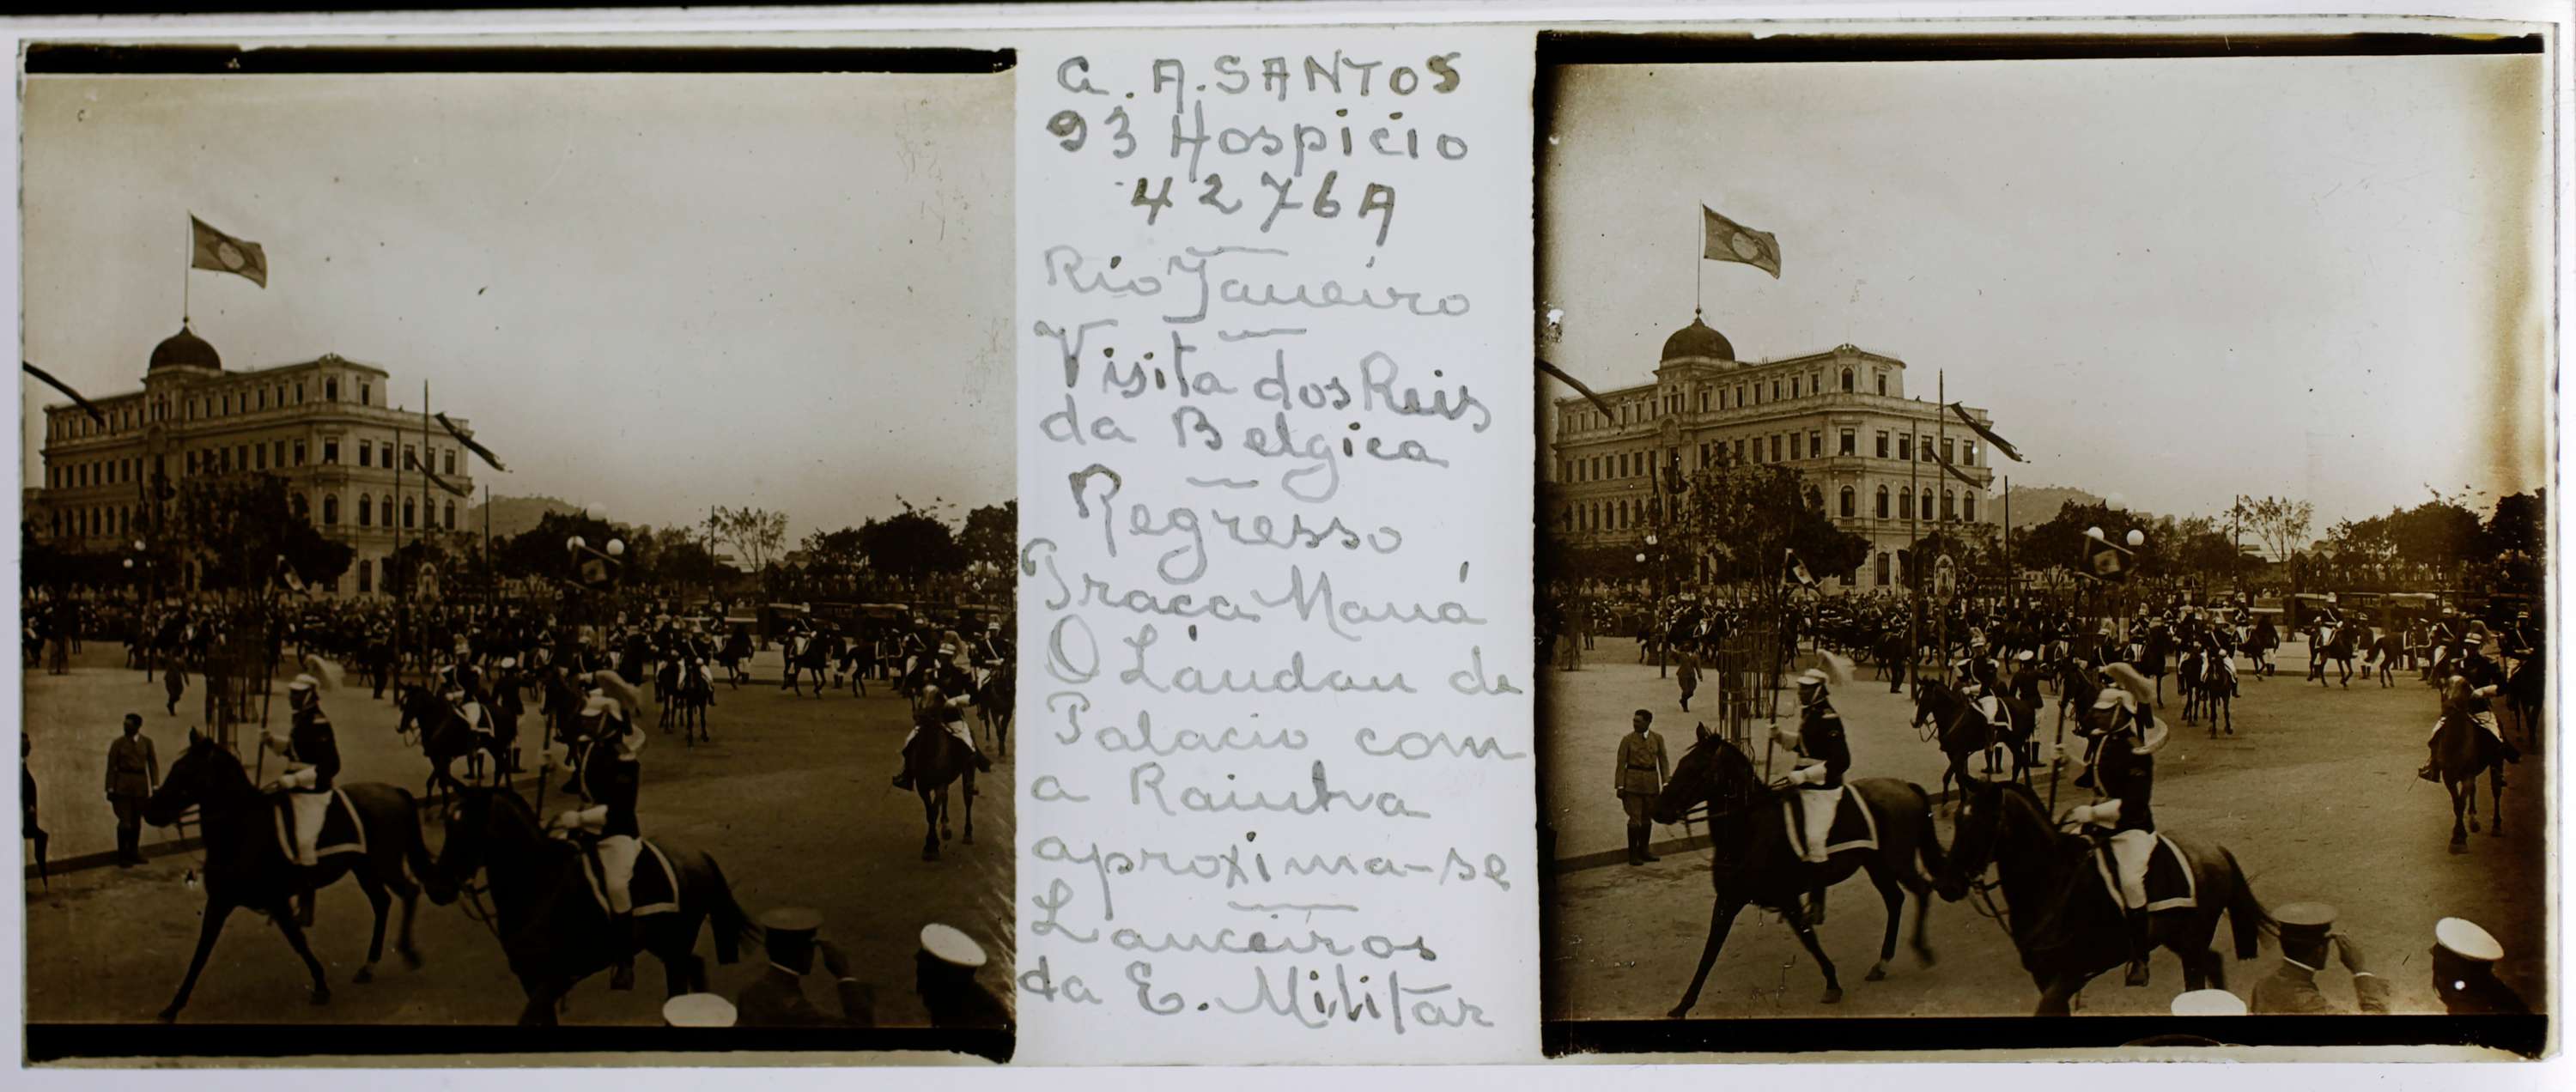 G. A. SANTOS
93 Hospicio
4276A
Rio Janeiro
Visita dos Reis
da Belgica
Regresso
Praça Mauá
O Landau de
Palacio com
a Rainha
aproxima-se
Lanceiros
da E. Militar